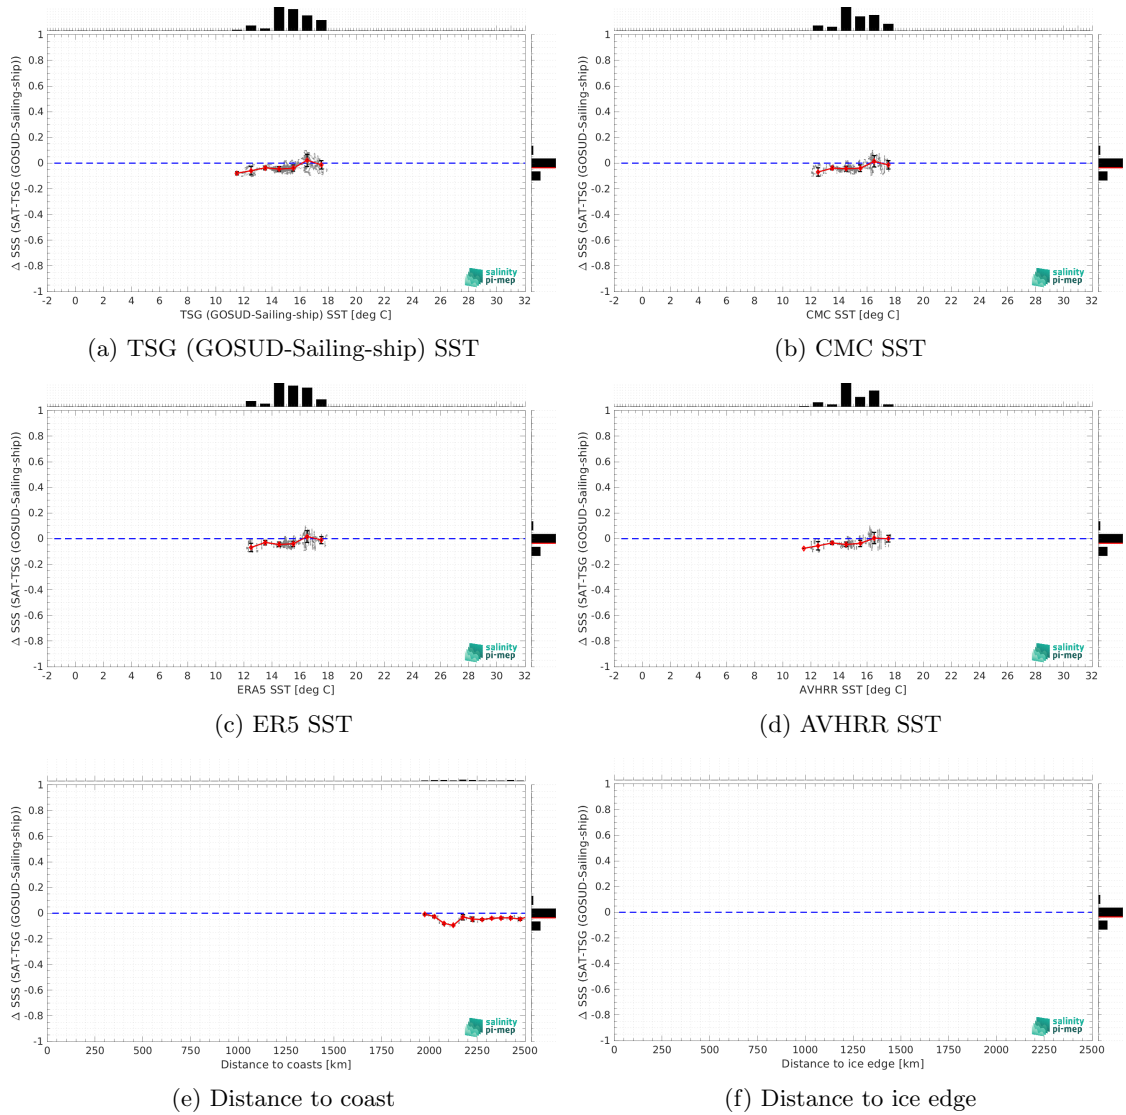 Δ SSS (SAT-TSG (GOSUD-Sailing-ship))
1
0.8
0.6
0.4
0.2
0
-0.2
-0.4
-0.6
-0.8
-1
salinity
pi-mep
-2 0 2 4 6 8 10 12 14 16 18 20 22 24 26 28 30 32
TSG (GOSUD-Sailing-ship) SST [deg C]
(a) TSG (GOSUD-Sailing-ship) SST
Δ SSS (SAT-TSG (GOSUD-Sailing-ship))
1
0.8
0.6
0.4
0.2
0
-0.2
-0.4
-0.6
-0.8
-1
salinity
pi-mep
-2 0 2 4 6 8 10 12 14 16 18 20 22 24 26 28 30 32
CMC SST [deg C]
(b) CMC SST
Δ SSS (SAT-TSG (GOSUD-Sailing-ship))
1
0.8
0.6
0.4
0.2
0
-0.2
-0.4
-0.6
-0.8
-1
salinity
pi-mep
-2 0 2 4 6 8 10 12 14 16 18 20 22 24 26 28 30 32
ERA5 SST [deg C]
(c) ER5 SST
Δ SSS (SAT-TSG (GOSUD-Sailing-ship))
1
0.8
0.6
0.4
0.2
0
-0.2
-0.4
-0.6
-0.8
-1
salinity
pi-mep
-2 0 2 4 6 8 10 12 14 16 18 20 22 24 26 28 30 32
AVHRR SST [deg C]
(d) AVHRR SST
Δ SSS (SAT-TSG (GOSUD-Sailing-ship))
1
0.8
0.6
0.4
0.2
0
-0.2
-0.4
-0.6
-0.8
-1
salinity
pi-mep
0 250 500 750 1000 1250 1500 1750 2000 2250 2500
Distance to coasts [km]
(e) Distance to coast
Δ SSS (SAT-TSG (GOSUD-Sailing-ship))
1
0.8
0.6
0.4
0.2
0
-0.2
-0.4
-0.6
-0.8
-1
salinity
pi-mep
0 250 500 750 1000 1250 1500 1750 2000 2250 2500
Distance to ice edge [km]
(f) Distance to ice edge